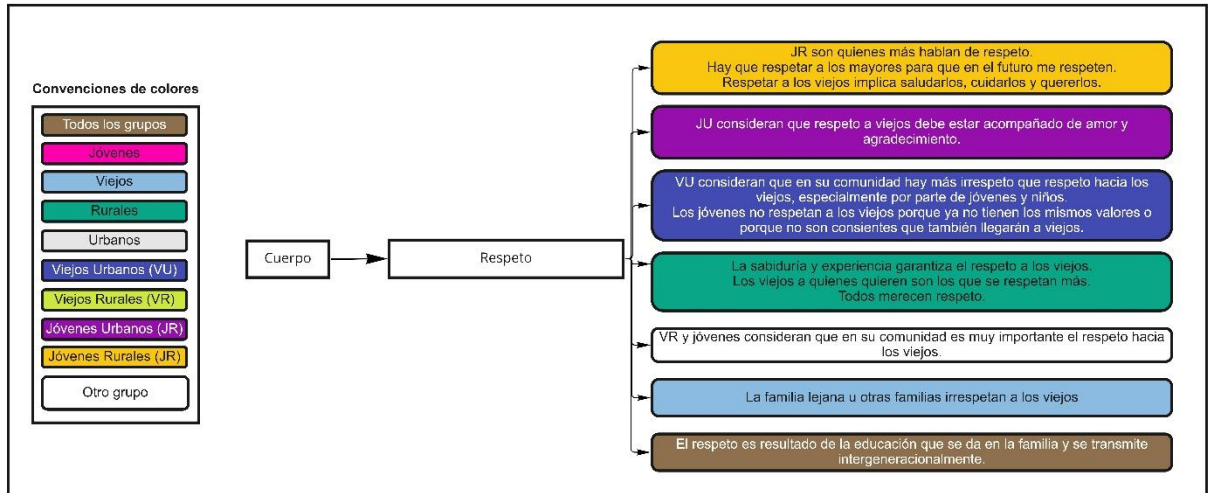 Convenciones de colores
Todos los grupos
Jóvenes
Viejos
Rurales
Urbanos
Viejos Urbanos (VU)
Viejos Rurales (VR)
Jóvenes Urbanos (JR)
Jóvenes Rurales (JR)
Otro grupo
Cuerpo
Respeto
JR son quienes más hablan de respeto.
Hay que respetar a los mayores para que en el futuro me respeten.
Respetar a los viejos implica saludarlos, cuidarlos y quererlos.
JU consideran que respeto a viejos debe estar acompañado de amor y
agradecimiento.
VU consideran que en su comunidad hay más irrespeto que respeto hacia los
viejos, especialmente por parte de jóvenes y niños.
Los jóvenes no respetan a los viejos porque ya no tienen los mismos valores o
porque no son consientes que también llegarán a viejos.
La sabiduría y experiencia garantiza el respeto a los viejos.
Los viejos a quienes quieren son los que se respetan más.
Todos merecen respeto.
VR y jóvenes consideran que en su comunidad es muy importante el respeto hacia
los viejos.
La familia lejana u otras familias irrespetan a los viejos
El respeto es resultado de la educación que se da en la familia y se transmite
intergeneracionalmente.